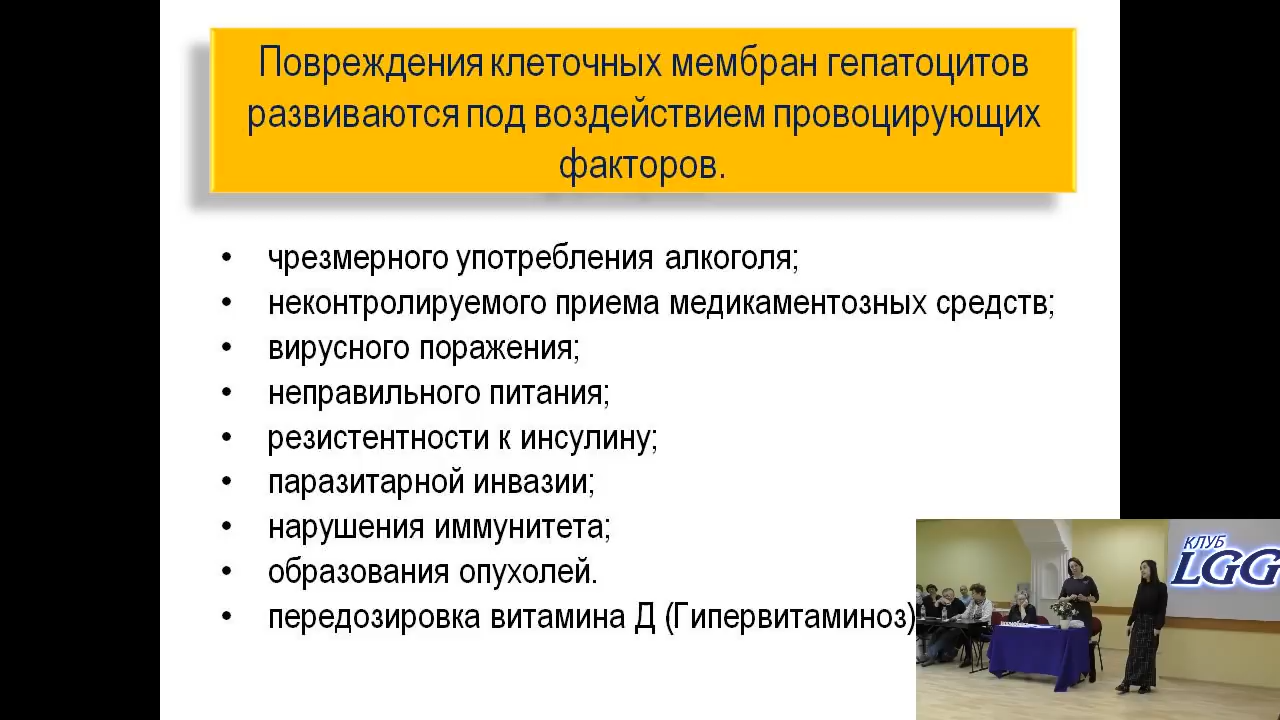 Повреждения клеточных мембран гепатоцитов
развиваются под воздействием провоцирующих
факторов.
• чрезмерного употребления алкоголя;
• неконтролируемого приема медикаментозных средств;
• вирусного поражения;
• неправильного питания;
• резистентности к инсулину;
• паразитарной инвазии;
• нарушения иммунитета;
• образования опухолей.
• передозировка витамина Д (Гипервитаминоз)
КЛУБ
LGG